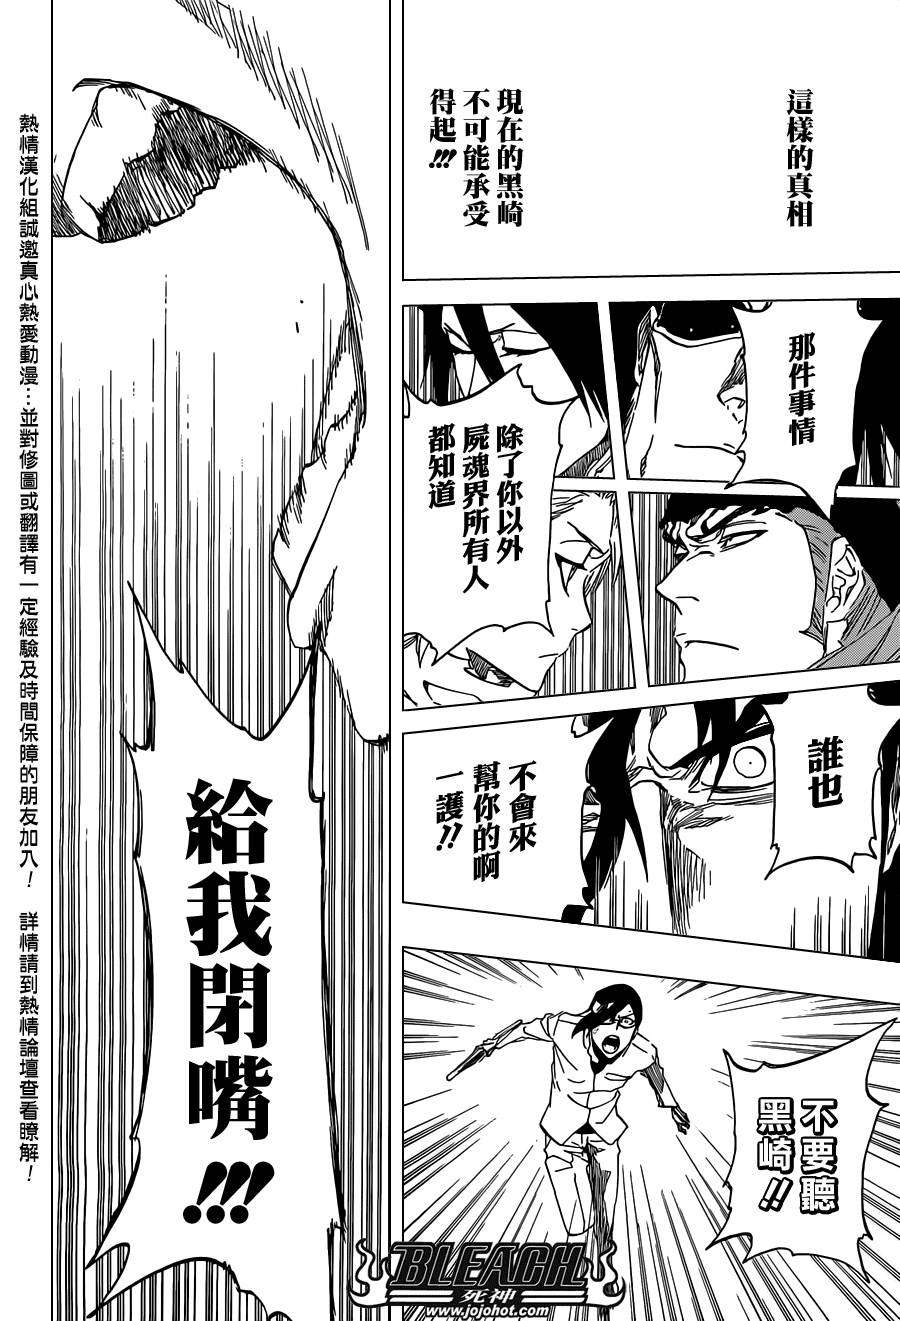 這樣的真相
現在的黑崎
不可能承受
得起!!!
那件事情
除了你以外
屍魂界所有人
都知道
誰也
不會來
幫你的啊
一護!!
不要聽
黑崎!!
給我閉嘴!!!
熱情漢化組誠邀真心熱愛動漫…並對修圖或翻譯有一定經驗及時間保障的朋友加入! 詳情請到熱情論壇查看瞭解!
BLEACH
死神
www.jojohot.com